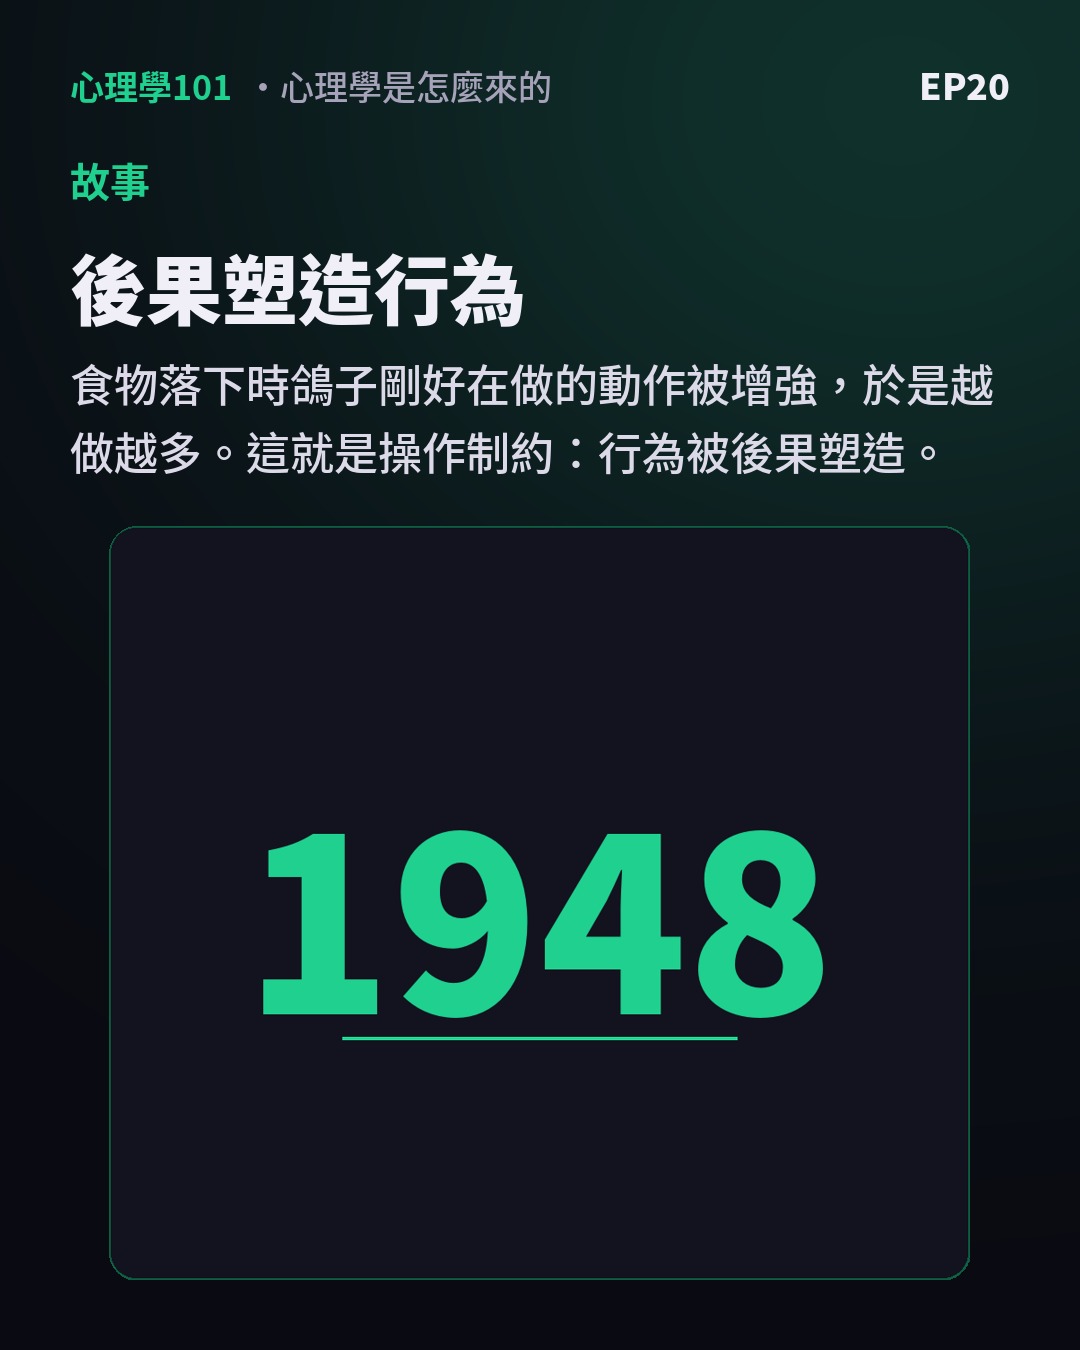 心理學101 ・心理學是怎麼來的
EP20
故事
後果塑造行為
食物落下時鴿子剛好在做的動作被增強，於是越
做越多。這就是操作制約：行為被後果塑造。
1948